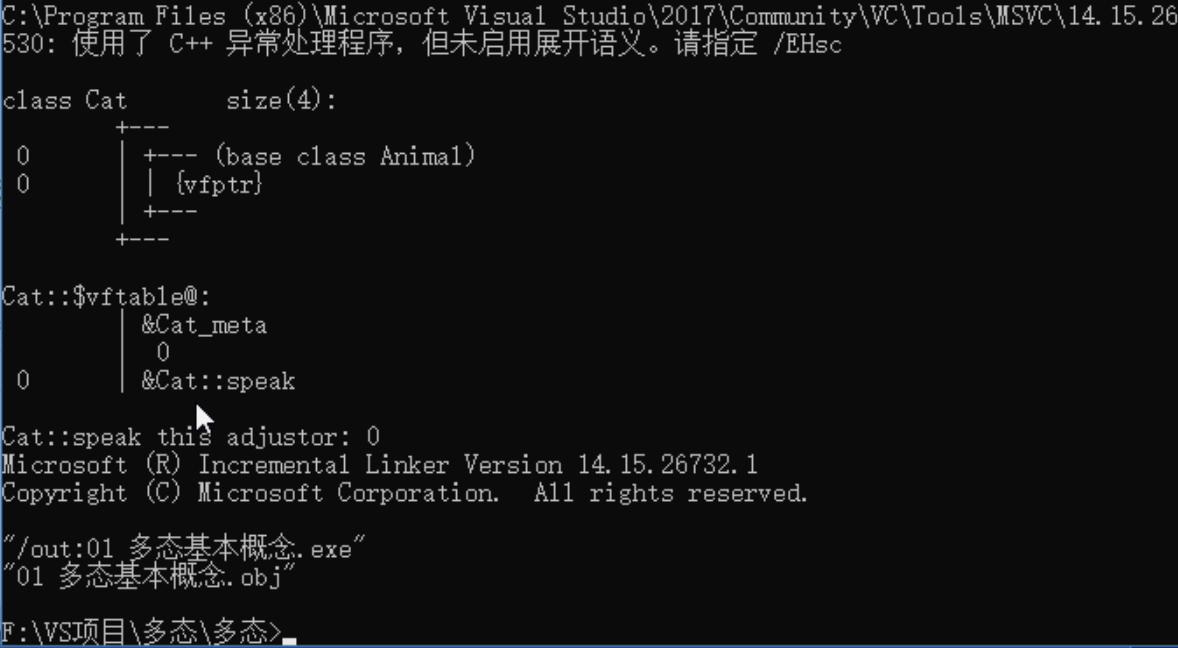 C:\Program Files (x86)\Microsoft Visual Studio\2017\Community\VC\Tools\MSVC\14.15.26
530: 使用了 C++ 异常处理程序，但未启用展开语义。请指定 /EHsc
class Cat size(4):
+---
0 | +--- (base class Animal)
0 | | {vfptr}
| +---
+---
Cat::$vftable@:
| &Cat_meta
| 0
0 | &Cat::speak
Cat::speak this adjustor: 0
Microsoft (R) Incremental Linker Version 14.15.26732.1
Copyright (C) Microsoft Corporation. All rights reserved.
"/out:01 多态基本概念.exe"
"01 多态基本概念.obj"
F:\VS项目\多态\多态>